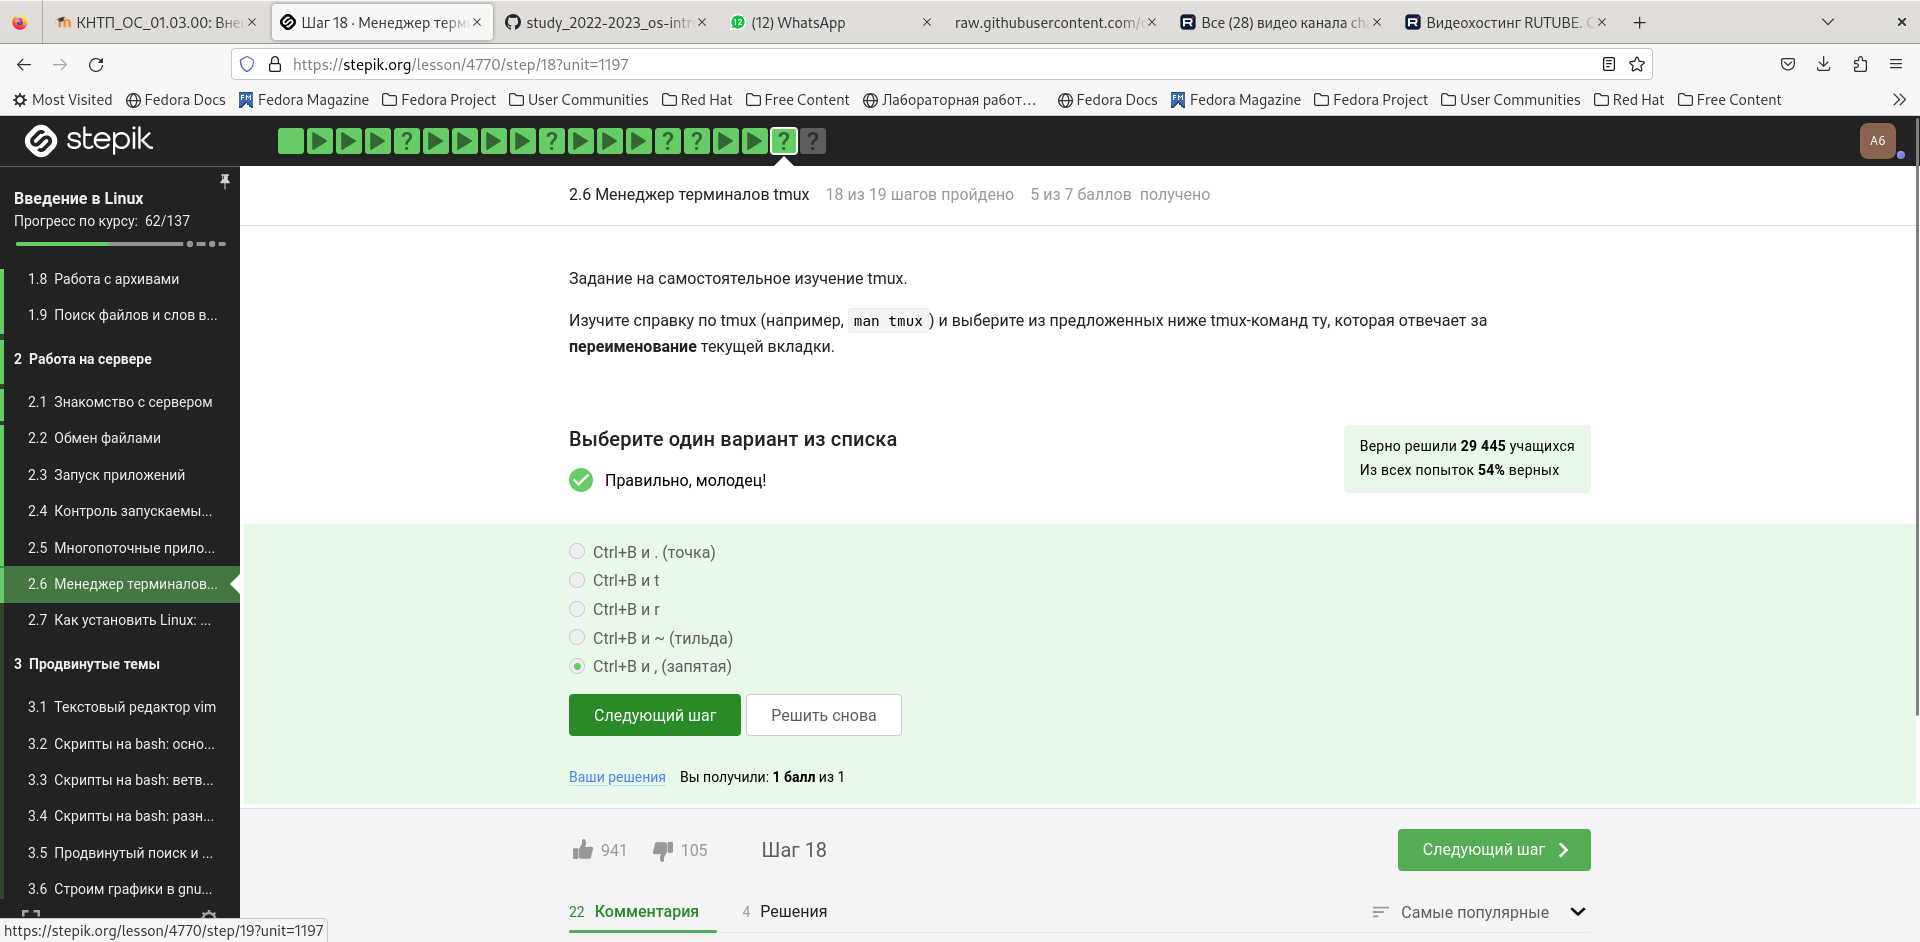 КНТП_ОС_01.03.00: Вне
Шаг 18 · Менеджер терм
study_2022-2023_os-intr
(12) WhatsApp
raw.githubusercontent.com/
Все (28) видео канала cha
Видеохостинг RUTUBE. С
https://stepik.org/lesson/4770/step/18?unit=1197
Most Visited
Fedora Docs
Fedora Magazine
Fedora Project
User Communities
Red Hat
Free Content
Лабораторная работ…
Fedora Docs
Fedora Magazine
Fedora Project
User Communities
Red Hat
Free Content
stepik
А6
Введение в Linux
Прогресс по курсу: 62/137
1.8 Работа с архивами
1.9 Поиск файлов и слов в...
2 Работа на сервере
2.1 Знакомство с сервером
2.2 Обмен файлами
2.3 Запуск приложений
2.4 Контроль запускаемы...
2.5 Многопоточные прило...
2.6 Менеджер терминалов...
2.7 Как установить Linux: ...
3 Продвинутые темы
3.1 Текстовый редактор vim
3.2 Скрипты на bash: осно...
3.3 Скрипты на bash: ветв...
3.4 Скрипты на bash: разн...
3.5 Продвинутый поиск и ...
3.6 Строим графики в gnu...
2.6 Менеджер терминалов tmux 18 из 19 шагов пройдено 5 из 7 баллов получено
Задание на самостоятельное изучение tmux.
Изучите справку по tmux (например, man tmux ) и выберите из предложенных ниже tmux-команд ту, которая отвечает за
переименование текущей вкладки.
Выберите один вариант из списка
Правильно, молодец!
Верно решили 29 445 учащихся
Из всех попыток 54% верных
Ctrl+B и . (точка)
Ctrl+B и t
Ctrl+B и r
Ctrl+B и ~ (тильда)
Ctrl+B и , (запятая)
Следующий шаг
Решить снова
Ваши решения Вы получили: 1 балл из 1
941
105
Шаг 18
Следующий шаг
22 Комментария
4 Решения
Самые популярные
https://stepik.org/lesson/4770/step/19?unit=1197